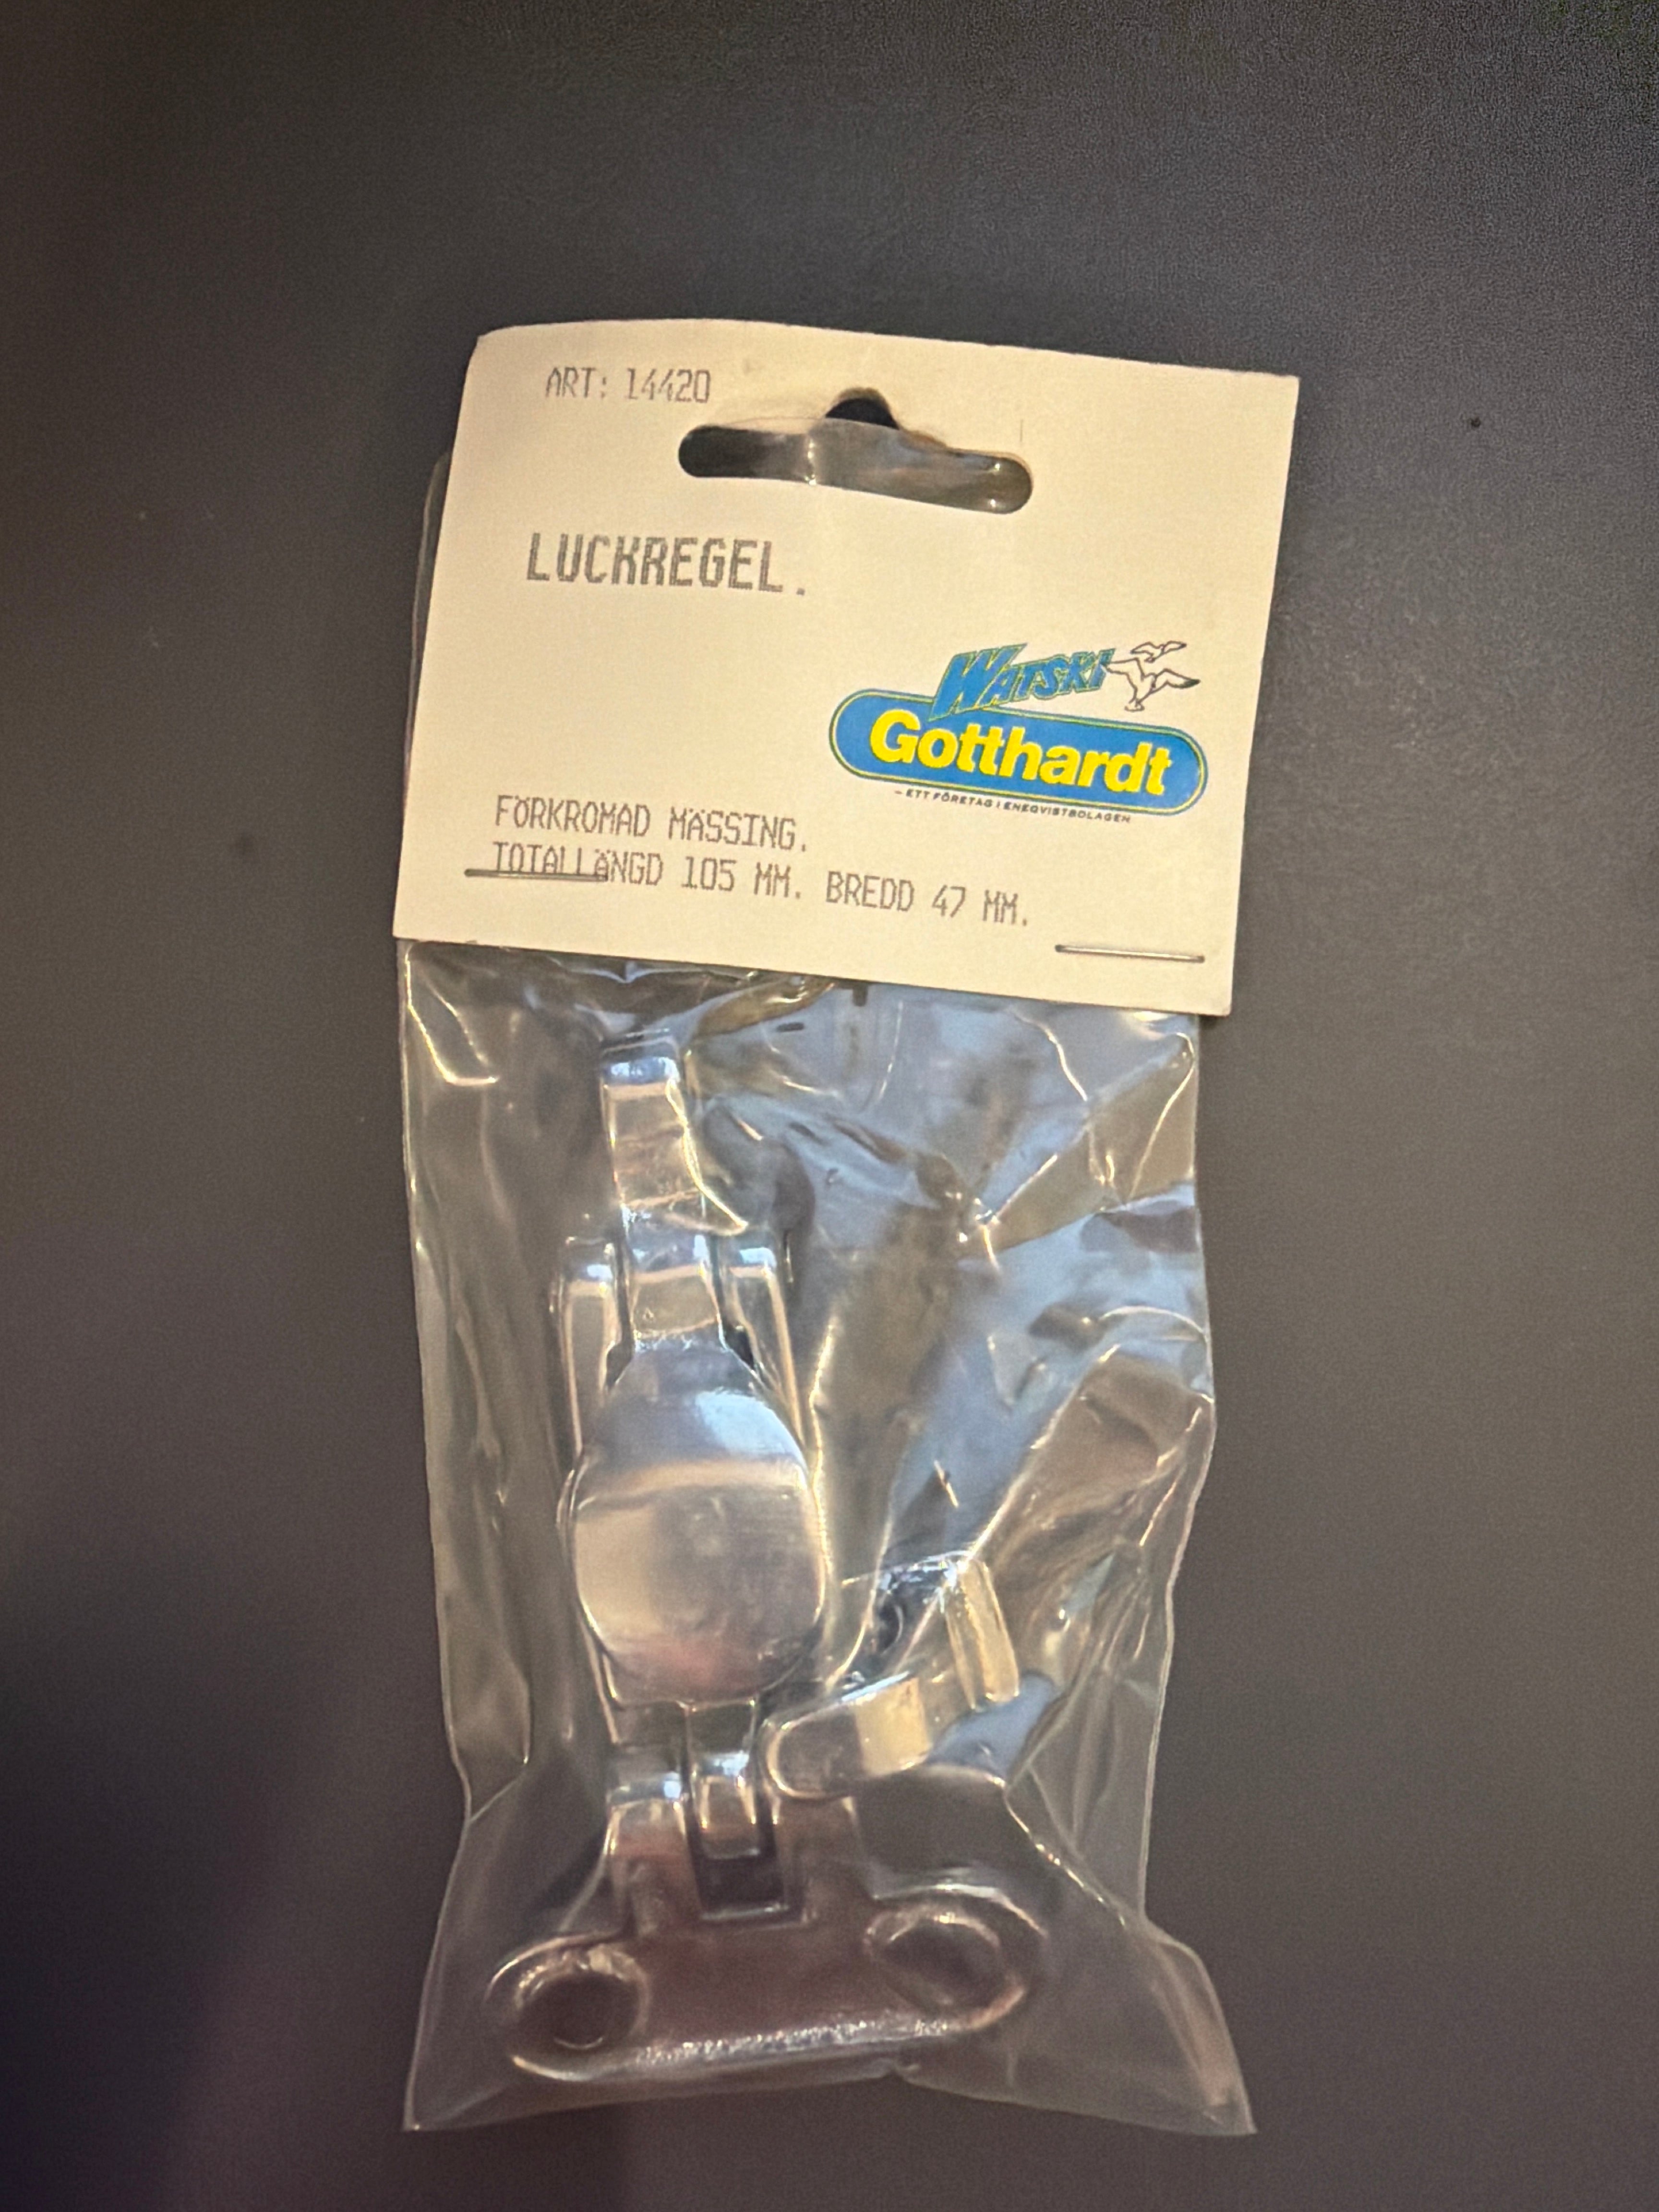 ART: 14420
LUCKREGEL.
WATSKI
Gotthardt
- ETT FÖRETAG I ENEQVISTBOLAGEN
FÖRKROMAD MÄSSING.
TOTALLÄNGD 105 MM. BREDD 47 MM.